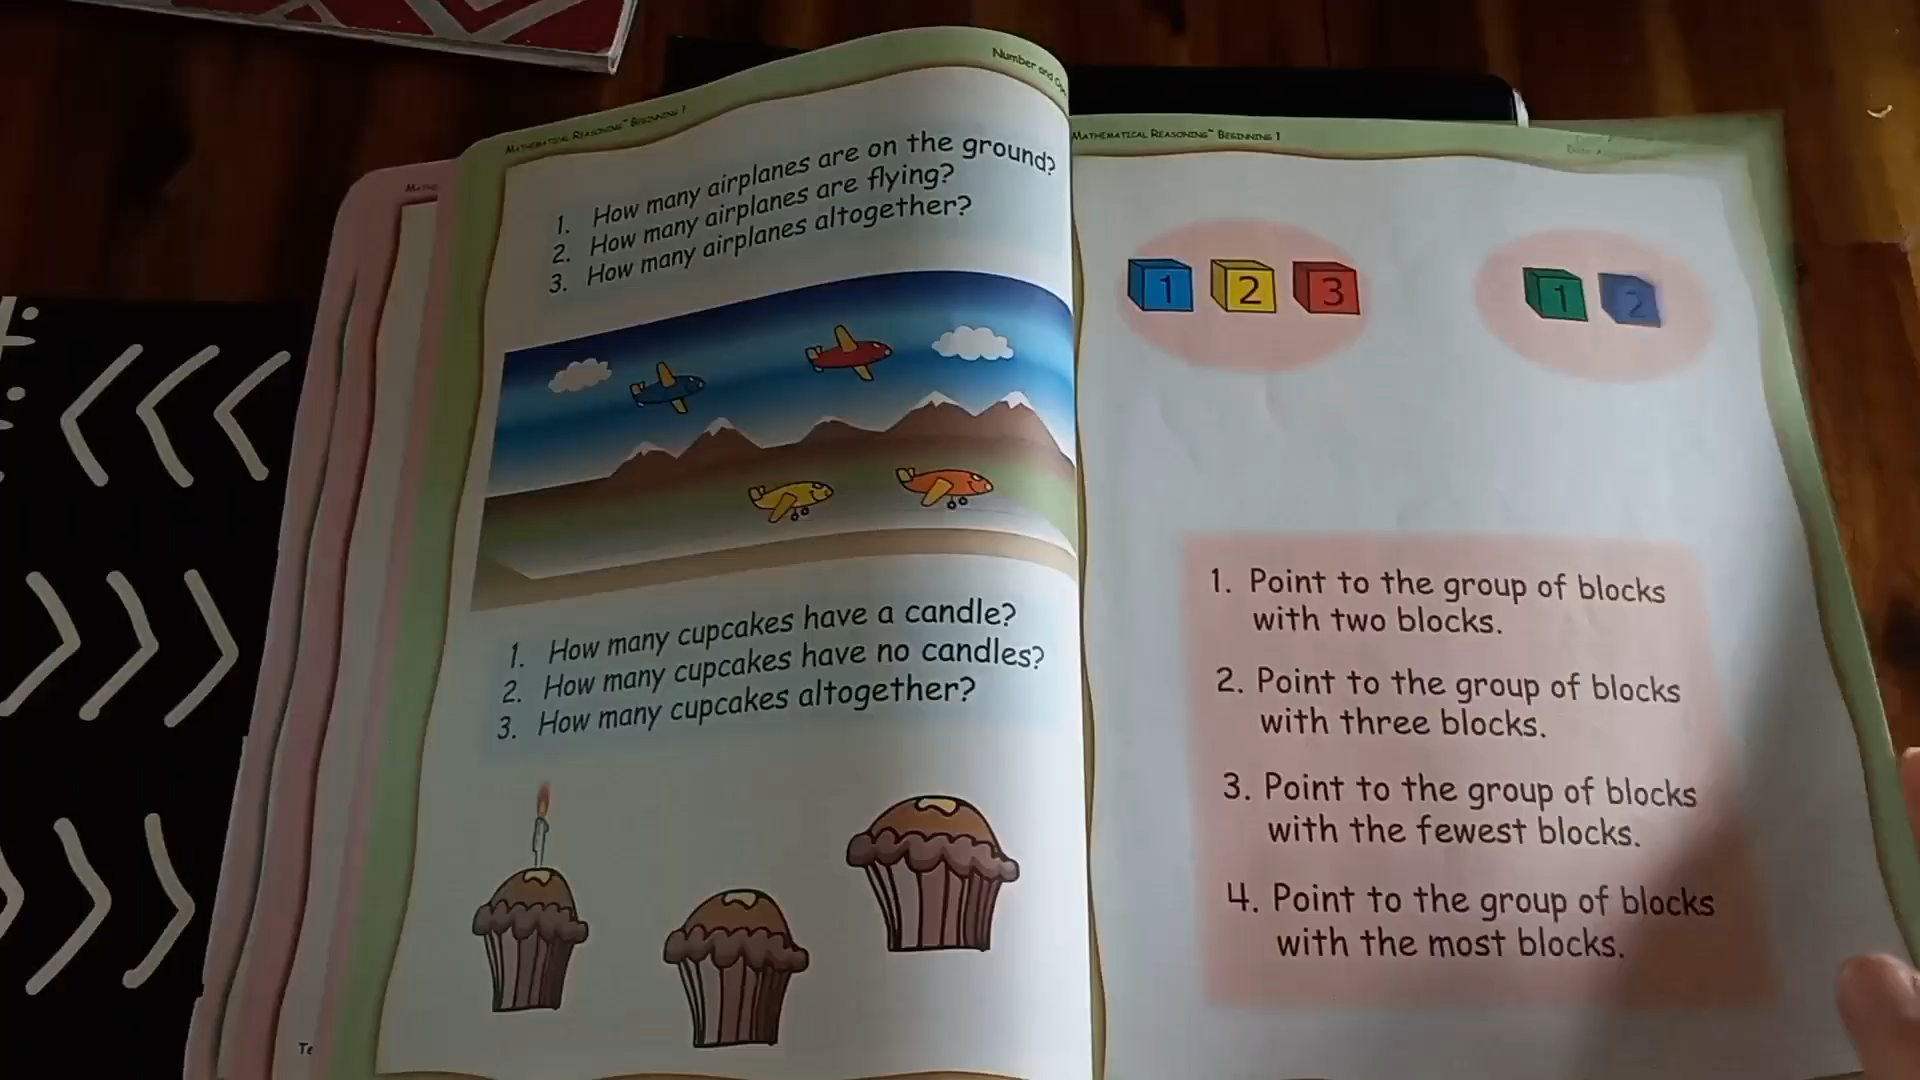 MATHEMATICAL REASONING™ BEGINNING 1
Number and
1. How many airplanes are on the ground?
2. How many airplanes are flying?
3. How many airplanes altogether?
1. How many cupcakes have a candle?
2. How many cupcakes have no candles?
3. How many cupcakes altogether?
MATHEMATICAL REASONING™ BEGINNING 1
1 2 3
1 2
1. Point to the group of blocks
with two blocks.
2. Point to the group of blocks
with three blocks.
3. Point to the group of blocks
with the fewest blocks.
4. Point to the group of blocks
with the most blocks.